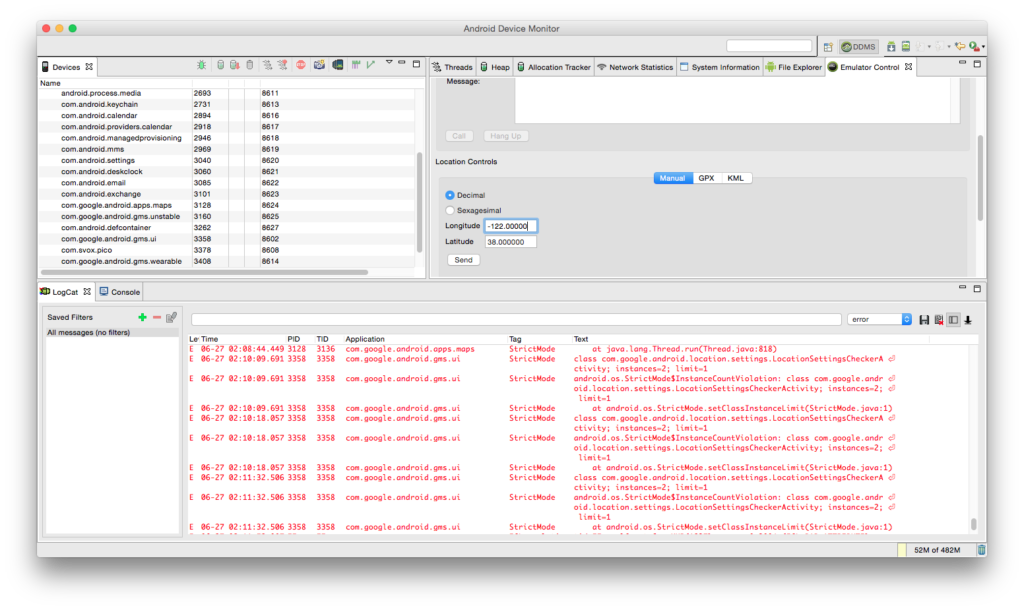 Android Device Monitor
DDMS
Devices
Name
android.process.media 2693 8611
com.android.keychain 2731 8613
com.android.calendar 2894 8616
com.android.providers.calendar 2918 8617
com.android.managedprovisioning 2946 8618
com.android.mms 2969 8619
com.android.settings 3040 8620
com.android.deskclock 3060 8621
com.android.email 3085 8622
com.android.exchange 3101 8623
com.google.android.apps.maps 3128 8624
com.google.android.gms.unstable 3160 8625
com.android.defcontainer 3262 8627
com.google.android.gms.ui 3358 8602
com.svox.pico 3378 8608
com.google.android.gms.wearable 3408 8614
Threads Heap Allocation Tracker Network Statistics System Information File Explorer Emulator Control
Message:
Call Hang Up
Location Controls
Manual GPX KML
Decimal
Sexagesimal
Longitude -122.00000
Latitude 38.000000
Send
LogCat Console
Saved Filters
All messages (no filters)
error
Le Time PID TID Application Tag Text
E 06-27 02:08:44.449 3128 3136 com.google.android.apps.maps StrictMode at java.lang.Thread.run(Thread.java:818)
E 06-27 02:10:09.691 3358 3358 com.google.android.gms.ui StrictMode class com.google.android.location.settings.LocationSettingsCheckerA
ctivity; instances=2; limit=1
E 06-27 02:10:09.691 3358 3358 com.google.android.gms.ui StrictMode android.os.StrictMode$InstanceCountViolation: class com.google.andr
oid.location.settings.LocationSettingsCheckerActivity; instances=2;
limit=1
E 06-27 02:10:09.691 3358 3358 com.google.android.gms.ui StrictMode at android.os.StrictMode.setClassInstanceLimit(StrictMode.java:1)
E 06-27 02:10:18.057 3358 3358 com.google.android.gms.ui StrictMode class com.google.android.location.settings.LocationSettingsCheckerA
ctivity; instances=2; limit=1
E 06-27 02:10:18.057 3358 3358 com.google.android.gms.ui StrictMode android.os.StrictMode$InstanceCountViolation: class com.google.andr
oid.location.settings.LocationSettingsCheckerActivity; instances=2;
limit=1
E 06-27 02:10:18.057 3358 3358 com.google.android.gms.ui StrictMode at android.os.StrictMode.setClassInstanceLimit(StrictMode.java:1)
E 06-27 02:11:32.506 3358 3358 com.google.android.gms.ui StrictMode class com.google.android.location.settings.LocationSettingsCheckerA
ctivity; instances=2; limit=1
E 06-27 02:11:32.506 3358 3358 com.google.android.gms.ui StrictMode android.os.StrictMode$InstanceCountViolation: class com.google.andr
oid.location.settings.LocationSettingsCheckerActivity; instances=2;
limit=1
E 06-27 02:11:32.506 3358 3358 com.google.android.gms.ui StrictMode at android.os.StrictMode.setClassInstanceLimit(StrictMode.java:1)
52M of 482M